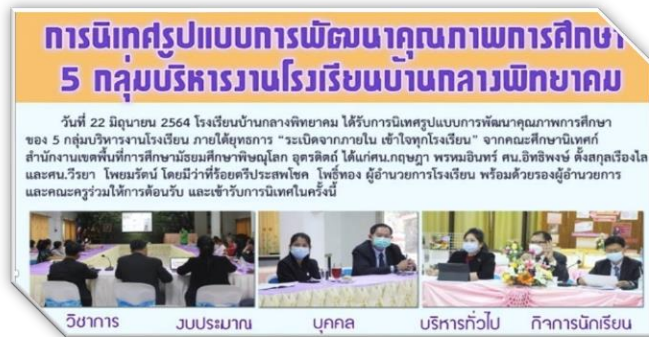 การนิเทศรูปแบบการพัฒนาคุณภาพการศึกษา
5 กลุ่มบริหารงานโรงเรียนบ้านกลางพิทยาคม
วันที่ 22 มิถุนายน 2564 โรงเรียนบ้านกลางพิทยาคม ได้รับการนิเทศรูปแบบการพัฒนาคุณภาพการศึกษา
ของ 5 กลุ่มบริหารงานโรงเรียน ภายใต้ยุทธการ “ระเบิดจากภายใน เข้าใจทุกโรงเรียน” จากคณะศึกษานิเทศก์
สำนักงานเขตพื้นที่การศึกษามัธยมศึกษาพิษณุโลก อุตรดิตถ์ ได้แก่ศน.กฤษฎา พรหมอินทร์ ศน.อิทธิพงษ์ ตั้งสกุลเรืองไล
และศน.วีรยา โพยมรัตน์ โดยมีว่าที่ร้อยตรีประสพโชค โพธิ์ทอง ผู้อำนวยการโรงเรียน พร้อมด้วยรองผู้อำนวยการ
และคณะครูร่วมให้การต้อนรับ และเข้ารับการนิเทศในครั้งนี้
วิชาการ งบประมาณ บุคคล บริหารทั่วไป กิจการนักเรียน